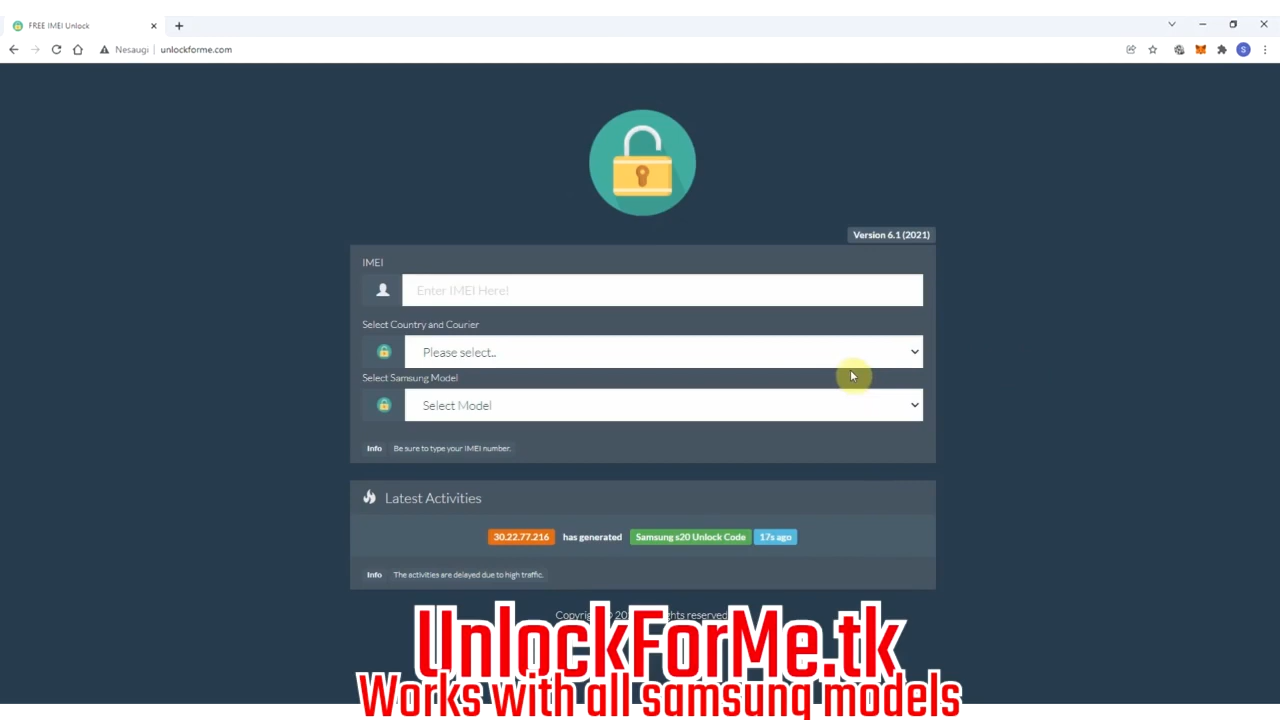 FREE IMEI Unlock
Nesaugi
unlockforme.com
S
Version 6.1 (2021)
IMEI
Enter IMEI Here!
Select Country and Courier
Please select..
Select Samsung Model
Select Model
Info Be sure to type your IMEI number.
Latest Activities
30.22.77.216 has generated Samsung s20 Unlock Code 17s ago
Info The activities are delayed due to high traffic.
reserved
UnlockForMe.tk
Works with all samsung models